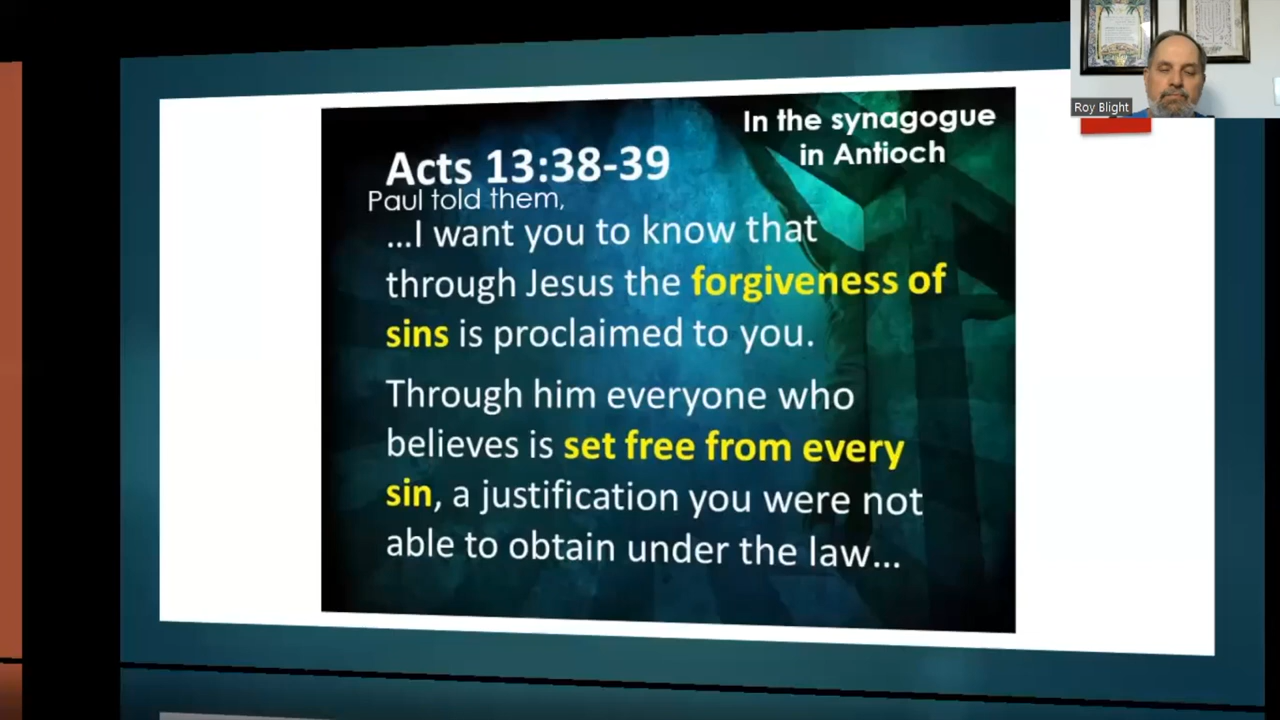 In the synagogue
in Antioch
Acts 13:38-39
Paul told them,
...I want you to know that
through Jesus the forgiveness of
sins is proclaimed to you.
Through him everyone who
believes is set free from every
sin, a justification you were not
able to obtain under the law...
Roy Blight